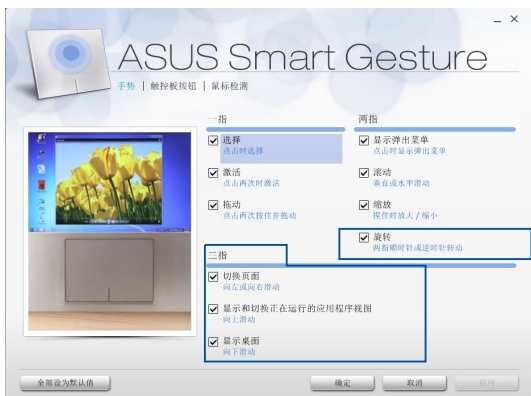 ASUS Smart Gesture
手势 | 触控板按钮 | 鼠标检测
一指
选择
点击时选择
激活
点击两次时激活
拖动
点击两次按住并拖动
两指
显示弹出菜单
点击时显示弹出菜单
滚动
垂直或水平滑动
缩放
捏住时放大 / 缩小
旋转
两指顺时针或逆时针转动
三指
切换页面
向左或向右滑动
显示和切换正在运行的应用程序视图
向上滑动
显示桌面
向下滑动
全部设为默认值
确定
取消
应用